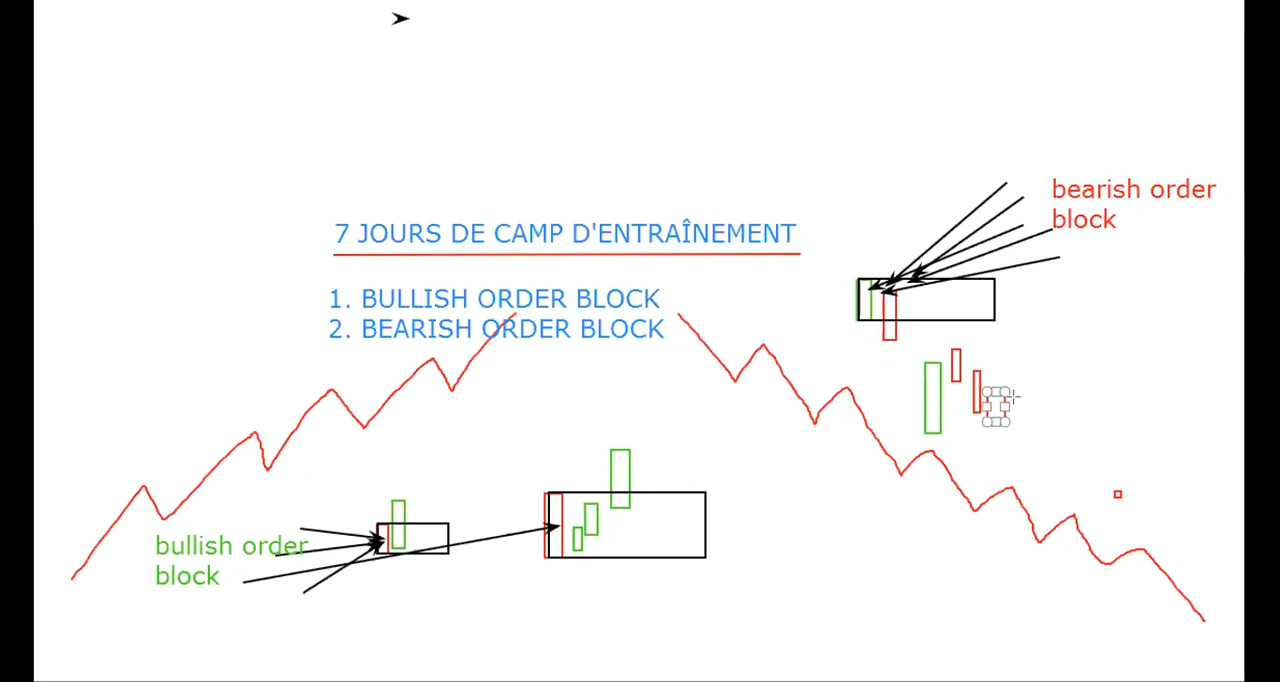 bearish order
block
7 JOURS DE CAMP D'ENTRAÎNEMENT
1. BULLISH ORDER BLOCK
2. BEARISH ORDER BLOCK
bullish order
block